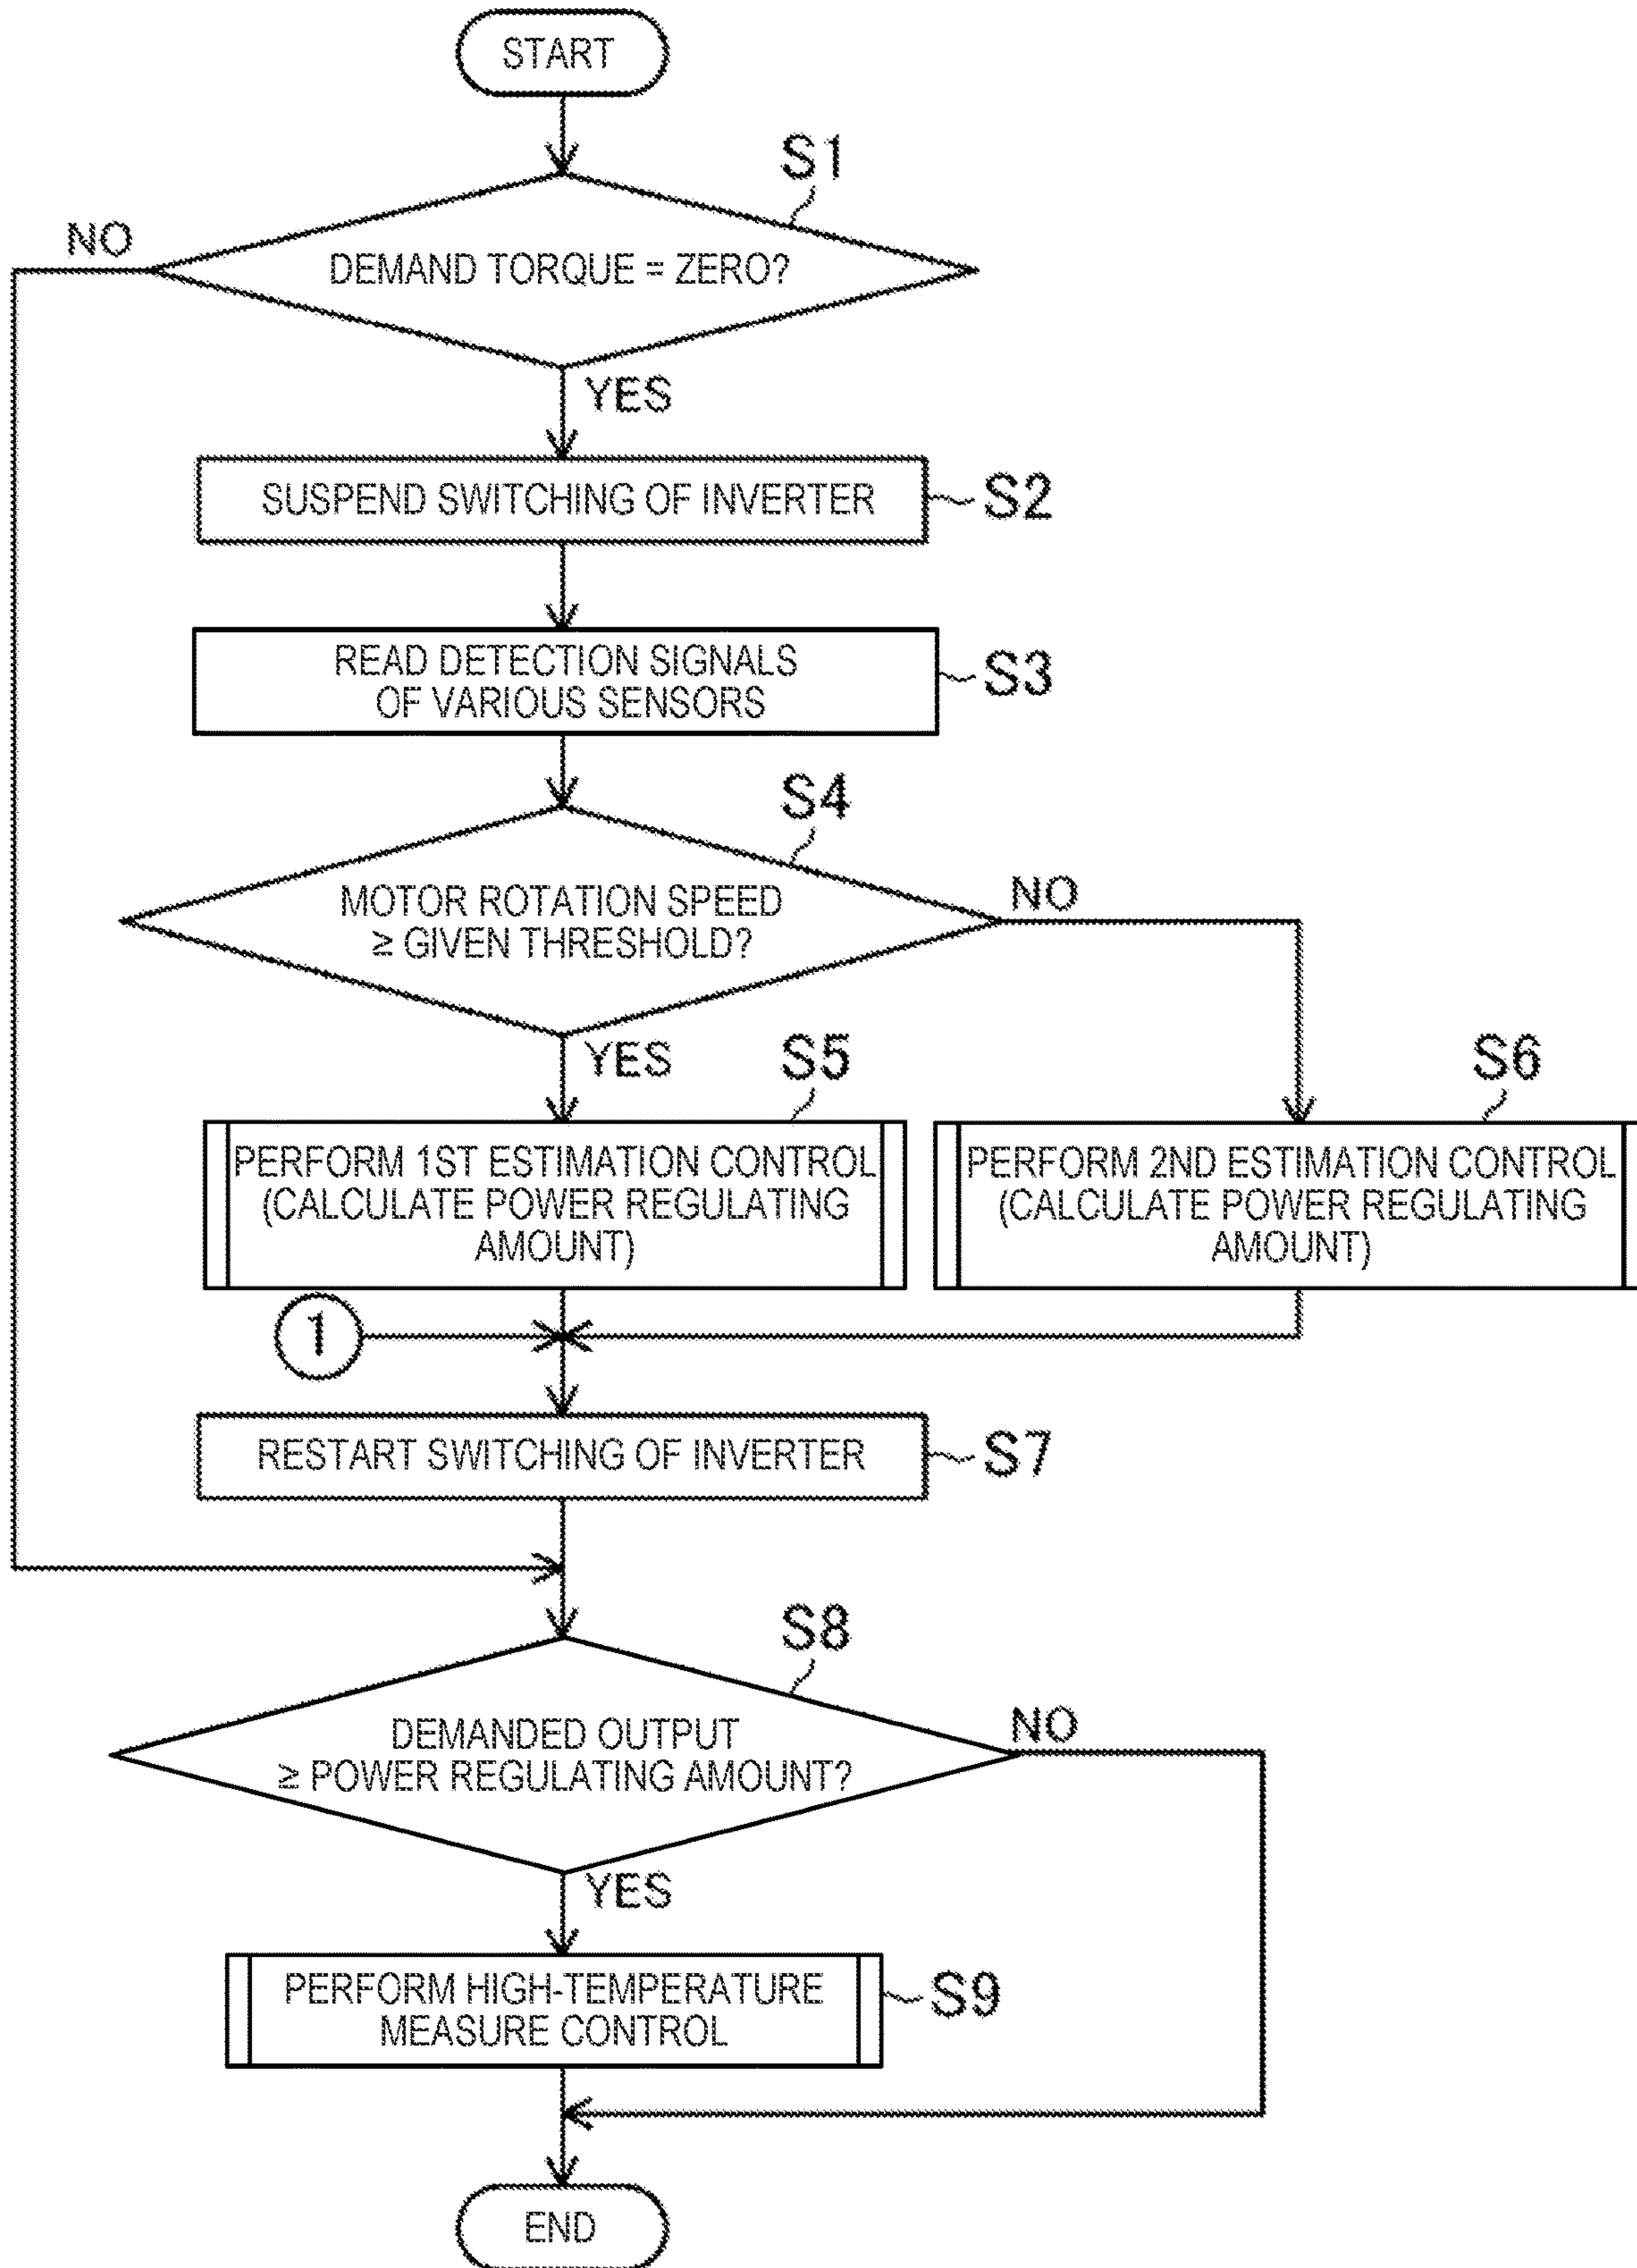 START
S1
NO
DEMAND TORQUE = ZERO?
YES
SUSPEND SWITCHING OF INVERTER
S2
READ DETECTION SIGNALS
OF VARIOUS SENSORS
S3
S4
MOTOR ROTATION SPEED
≥ GIVEN THRESHOLD?
NO
YES
S5
S6
PERFORM 1ST ESTIMATION CONTROL
(CALCULATE POWER REGULATING
AMOUNT)
PERFORM 2ND ESTIMATION CONTROL
(CALCULATE POWER REGULATING
AMOUNT)
1
RESTART SWITCHING OF INVERTER
S7
S8
DEMANDED OUTPUT
≥ POWER REGULATING AMOUNT?
NO
YES
PERFORM HIGH-TEMPERATURE
MEASURE CONTROL
S9
END